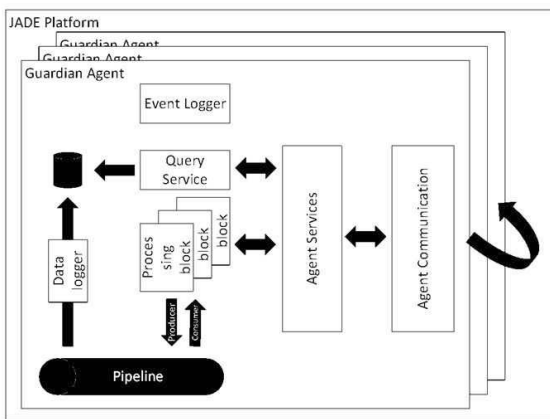 JADE Platform
Guardian Agent
Guardian Agent
Guardian Agent
Event Logger
Query
Service
Proces
sing
block
block
block
Data
logger
Agent Services
Agent Communication
Producer
Consumer
Pipeline